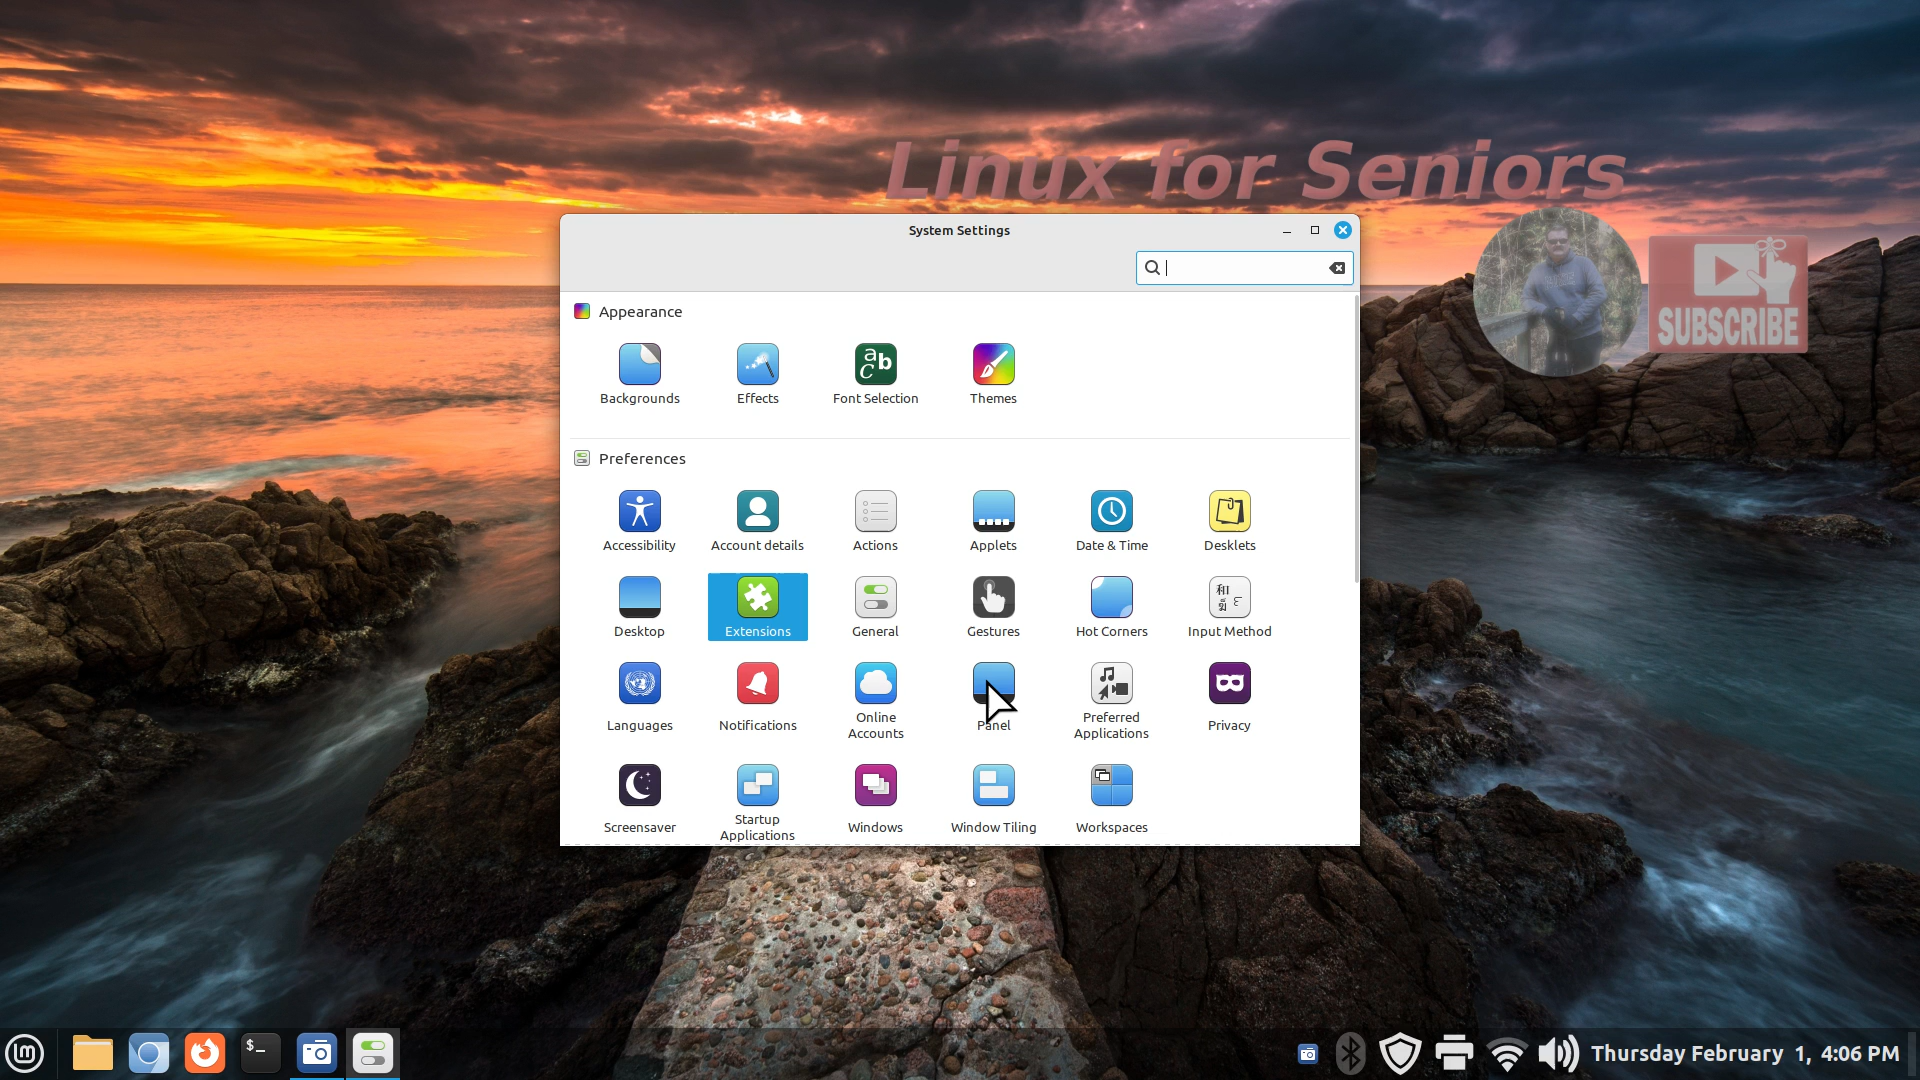 Linux for Seniors
SUBSCRIBE
System Settings
Appearance
Backgrounds
Effects
Font Selection
Themes
Preferences
Accessibility
Account details
Actions
Applets
Date & Time
Desklets
Desktop
Extensions
General
Gestures
Hot Corners
Input Method
Languages
Notifications
Online
Accounts
Panel
Preferred
Applications
Privacy
Screensaver
Startup
Applications
Windows
Window Tiling
Workspaces
$_
Thursday February 1, 4:06 PM